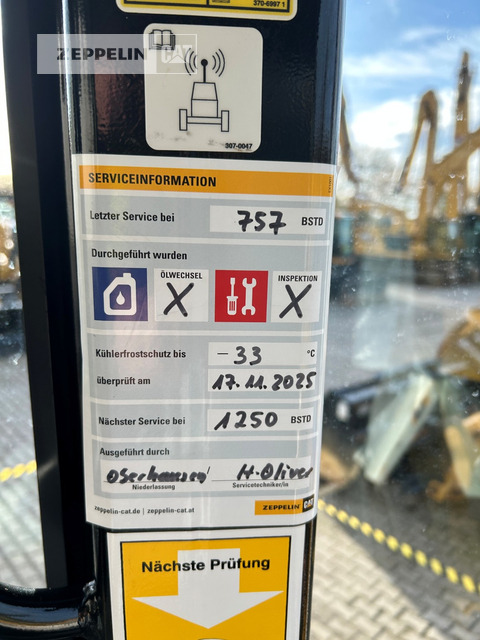 370-6997 1
ZEPPELIN CAT
307-0047
SERVICEINFORMATION
Letzter Service bei 757 BSTD
Durchgeführt wurden
ÖLWECHSEL X INSPEKTION X
Kühlerfrostschutz bis -33 °C
überprüft am 17.11.2025
Nächster Service bei 1250 BSTD
Ausgeführt durch
Oberhausen H. Oliver
Niederlassung Servicetechniker/in
zeppelin-cat.de | zeppelin-cat.at ZEPPELIN CAT
Nächste Prüfung